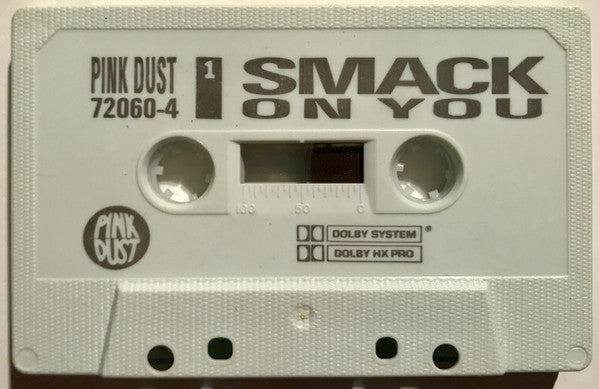 PINK DUST
72060-4
1
SMACK
ON YOU
100 50 0
PINK
DUST
DOLBY SYSTEM ®
DOLBY HX PRO